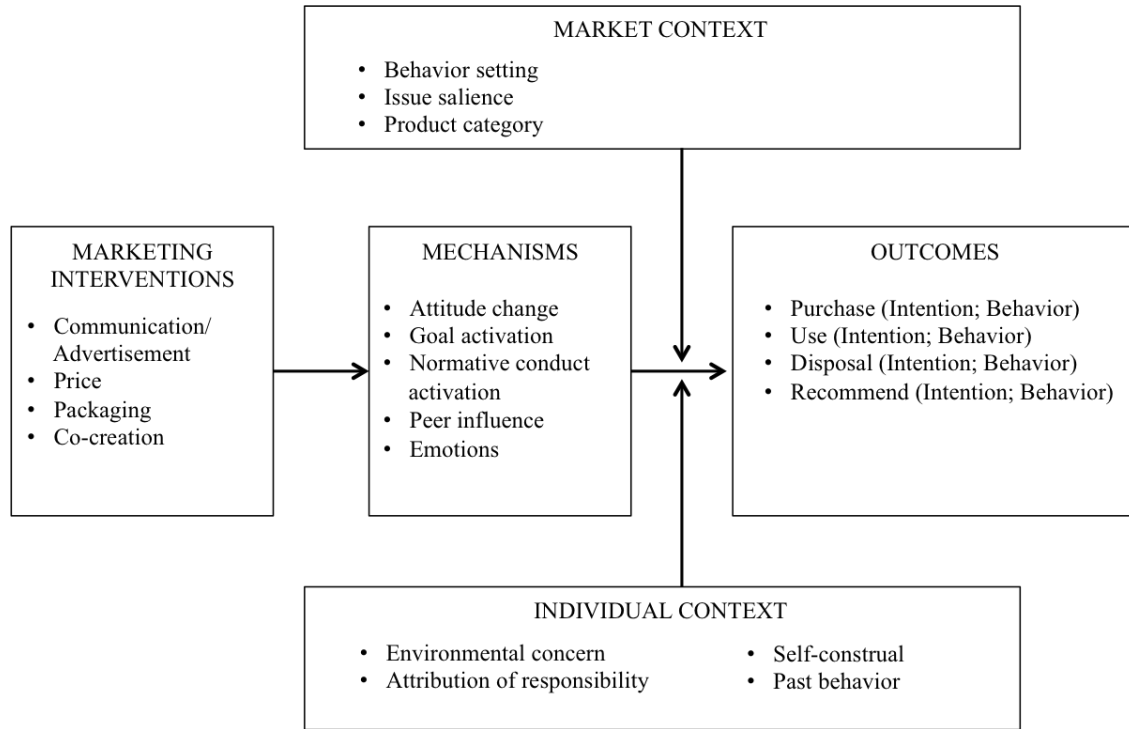 MARKET CONTEXT
• Behavior setting
• Issue salience
• Product category
MARKETING
INTERVENTIONS
• Communication/
Advertisement
• Price
• Packaging
• Co-creation
MECHANISMS
• Attitude change
• Goal activation
• Normative conduct
activation
• Peer influence
• Emotions
OUTCOMES
• Purchase (Intention; Behavior)
• Use (Intention; Behavior)
• Disposal (Intention; Behavior)
• Recommend (Intention; Behavior)
INDIVIDUAL CONTEXT
• Environmental concern
• Attribution of responsibility
• Self-construal
• Past behavior